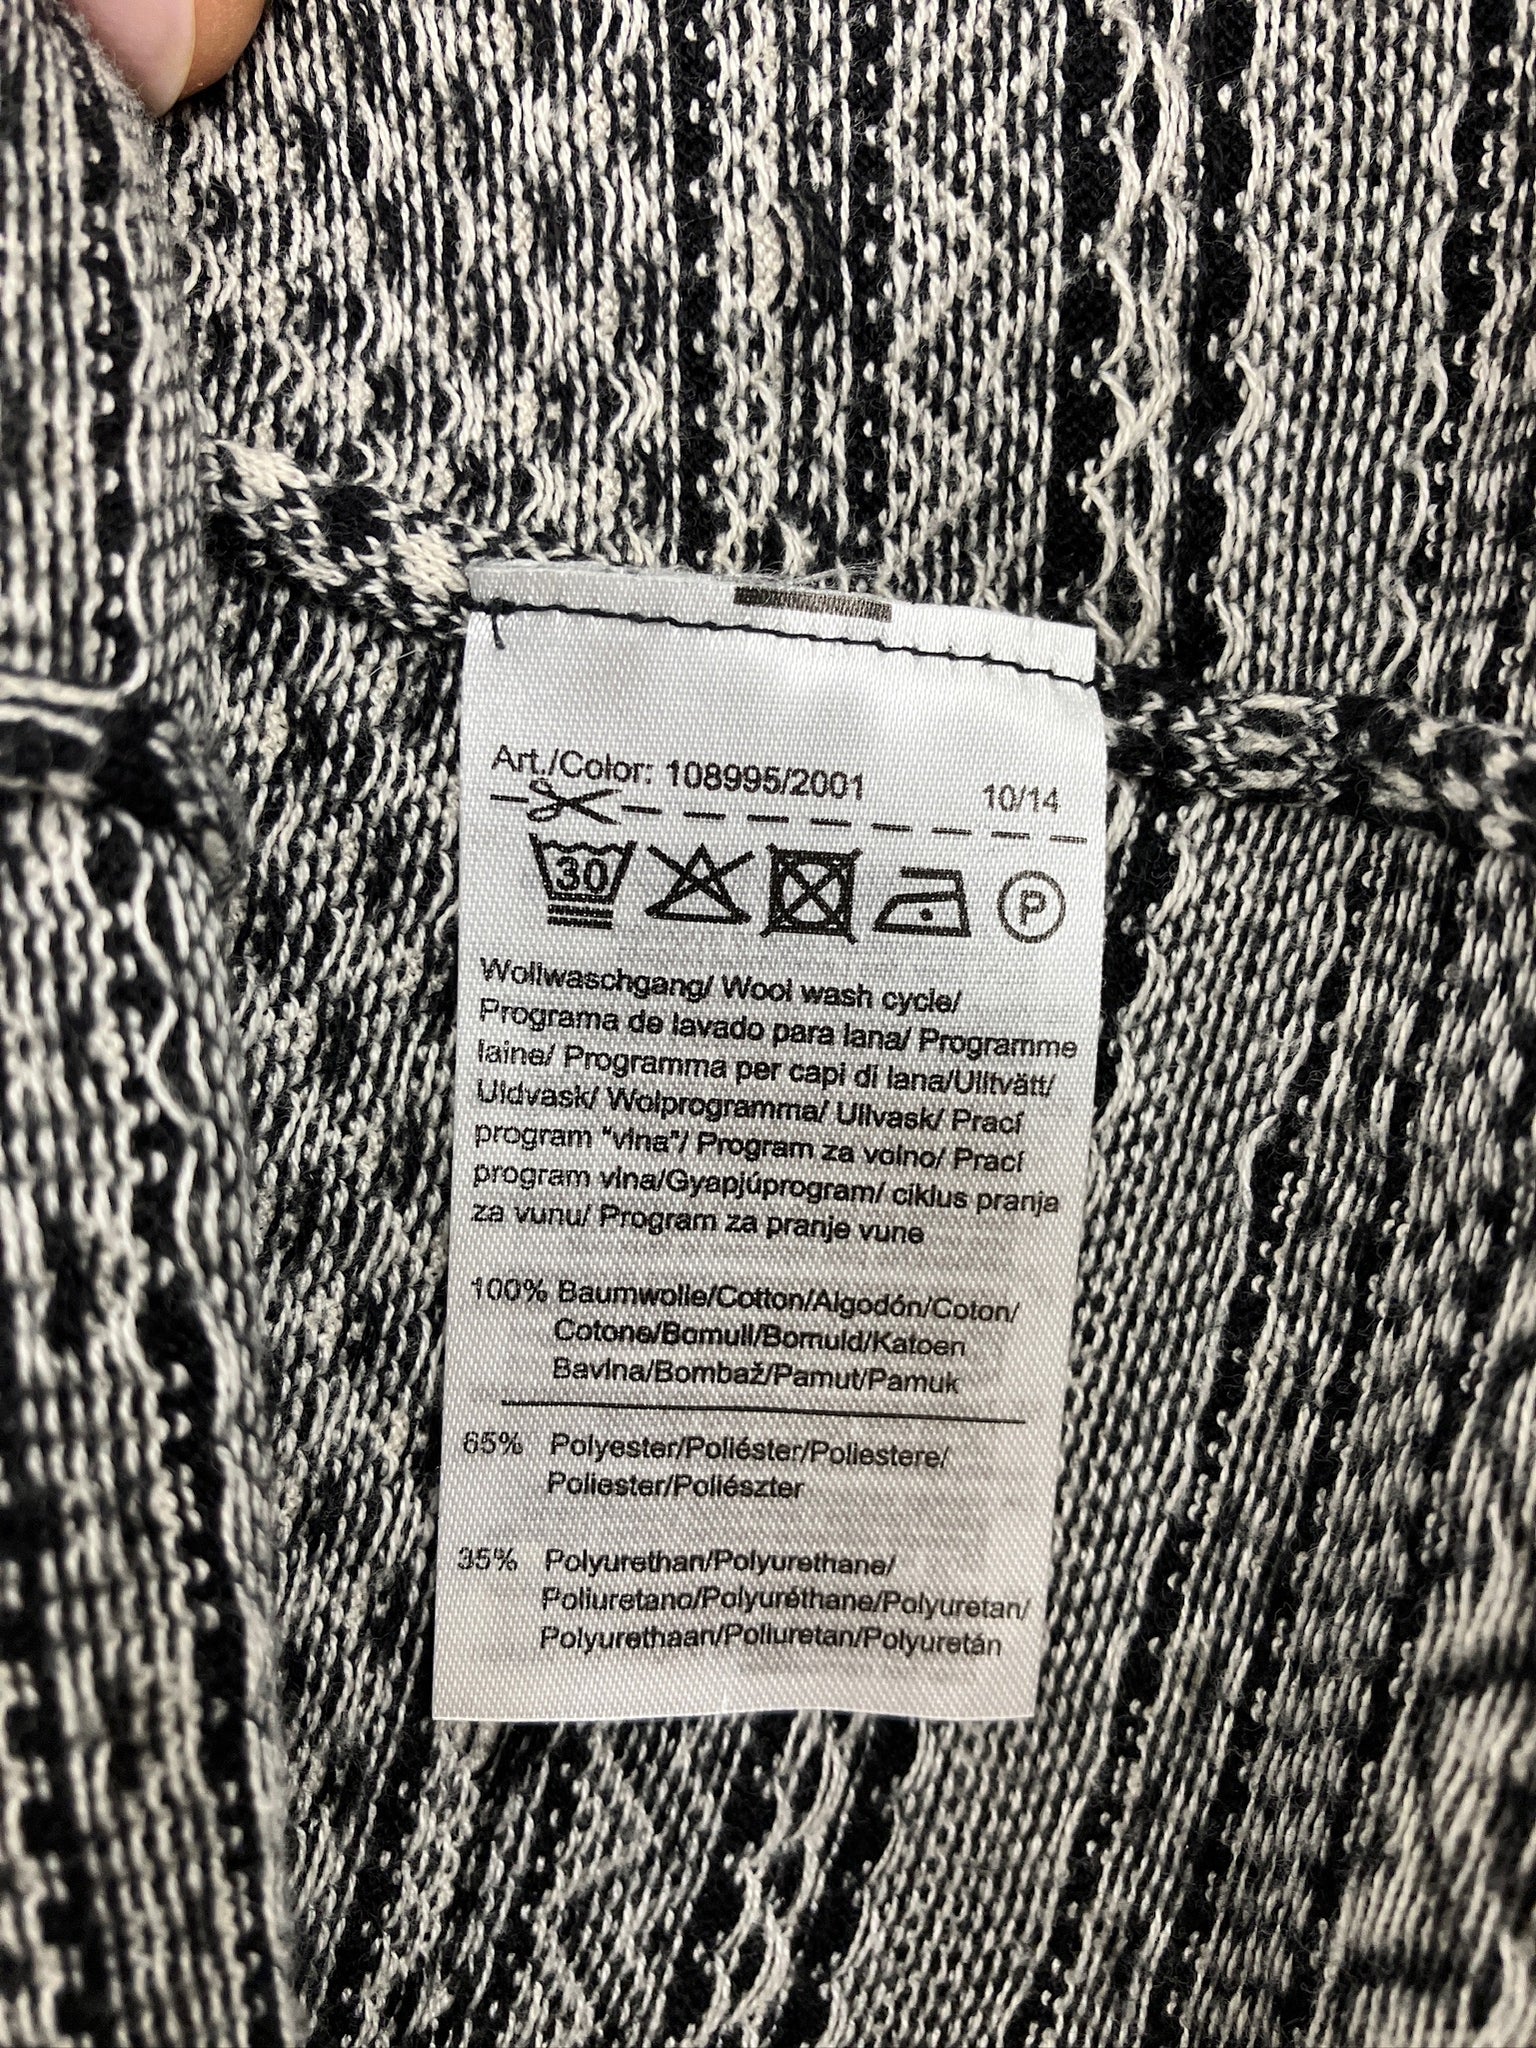 Art./Color: 108995/2001 10/14
30 P
Wollwaschgang/ Wool wash cycle/
Programa de lavado para lana/ Programme
laine/ Programma per capi di lana/Ulltvätt/
Uldvask/ Wolprogramma/ Ullvask/ Prací
program "vlna"/ Program za volno/ Prací
program vlna/Gyapjúprogram/ ciklus pranja
za vunu/ Program za pranje vune
100% Baumwolle/Cotton/Algodón/Coton/
Cotone/Bomull/Bomuld/Katoen
Bavlna/Bombaž/Pamut/Pamuk
65% Polyester/Poliéster/Poliestere/
Poliester/Poliészter
35% Polyurethan/Polyurethane/
Poliuretano/Polyuréthane/Polyuretan/
Polyurethaan/Poliuretan/Polyuretán